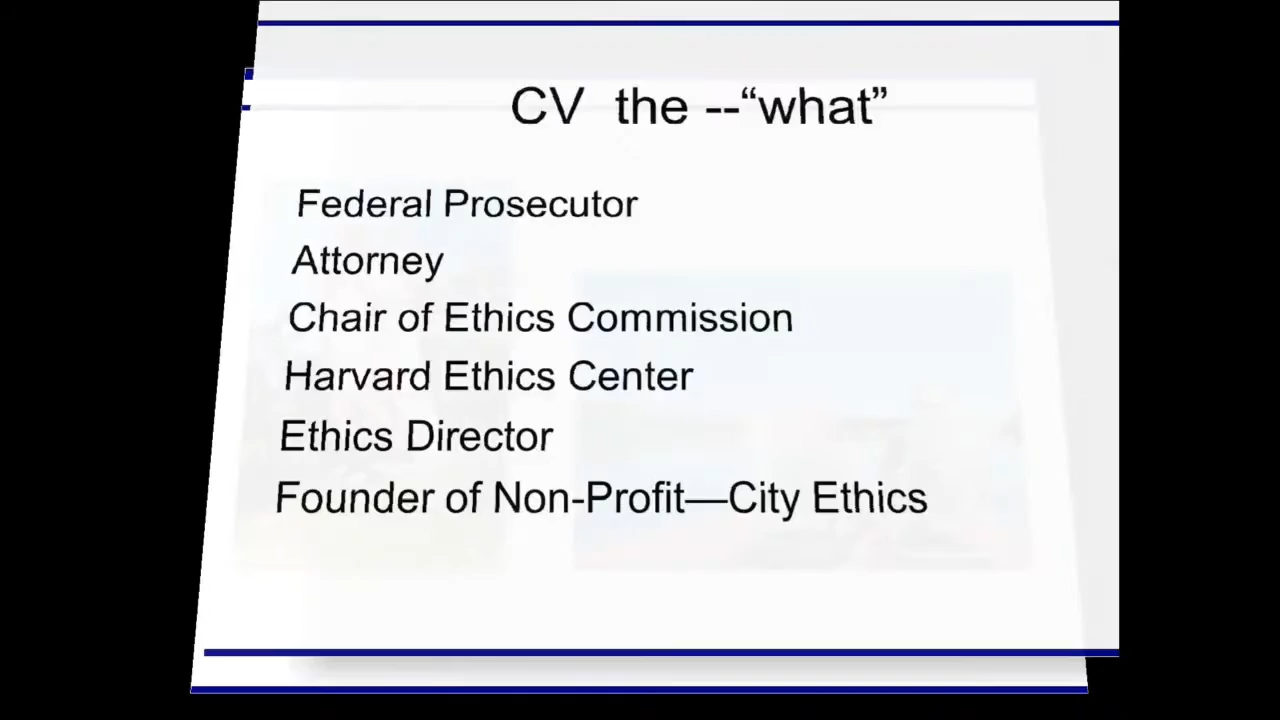 CV  the --“what”
Federal Prosecutor
Attorney
Chair of Ethics Commission
Harvard Ethics Center
Ethics Director
Founder of Non-Profit—City Ethics